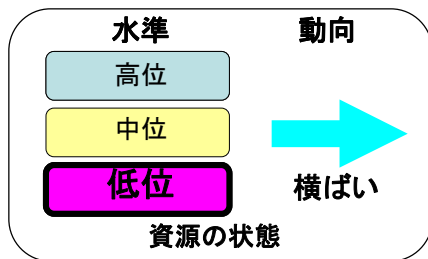 水準 動向
高位
中位
低位
横ばい
資源の状態